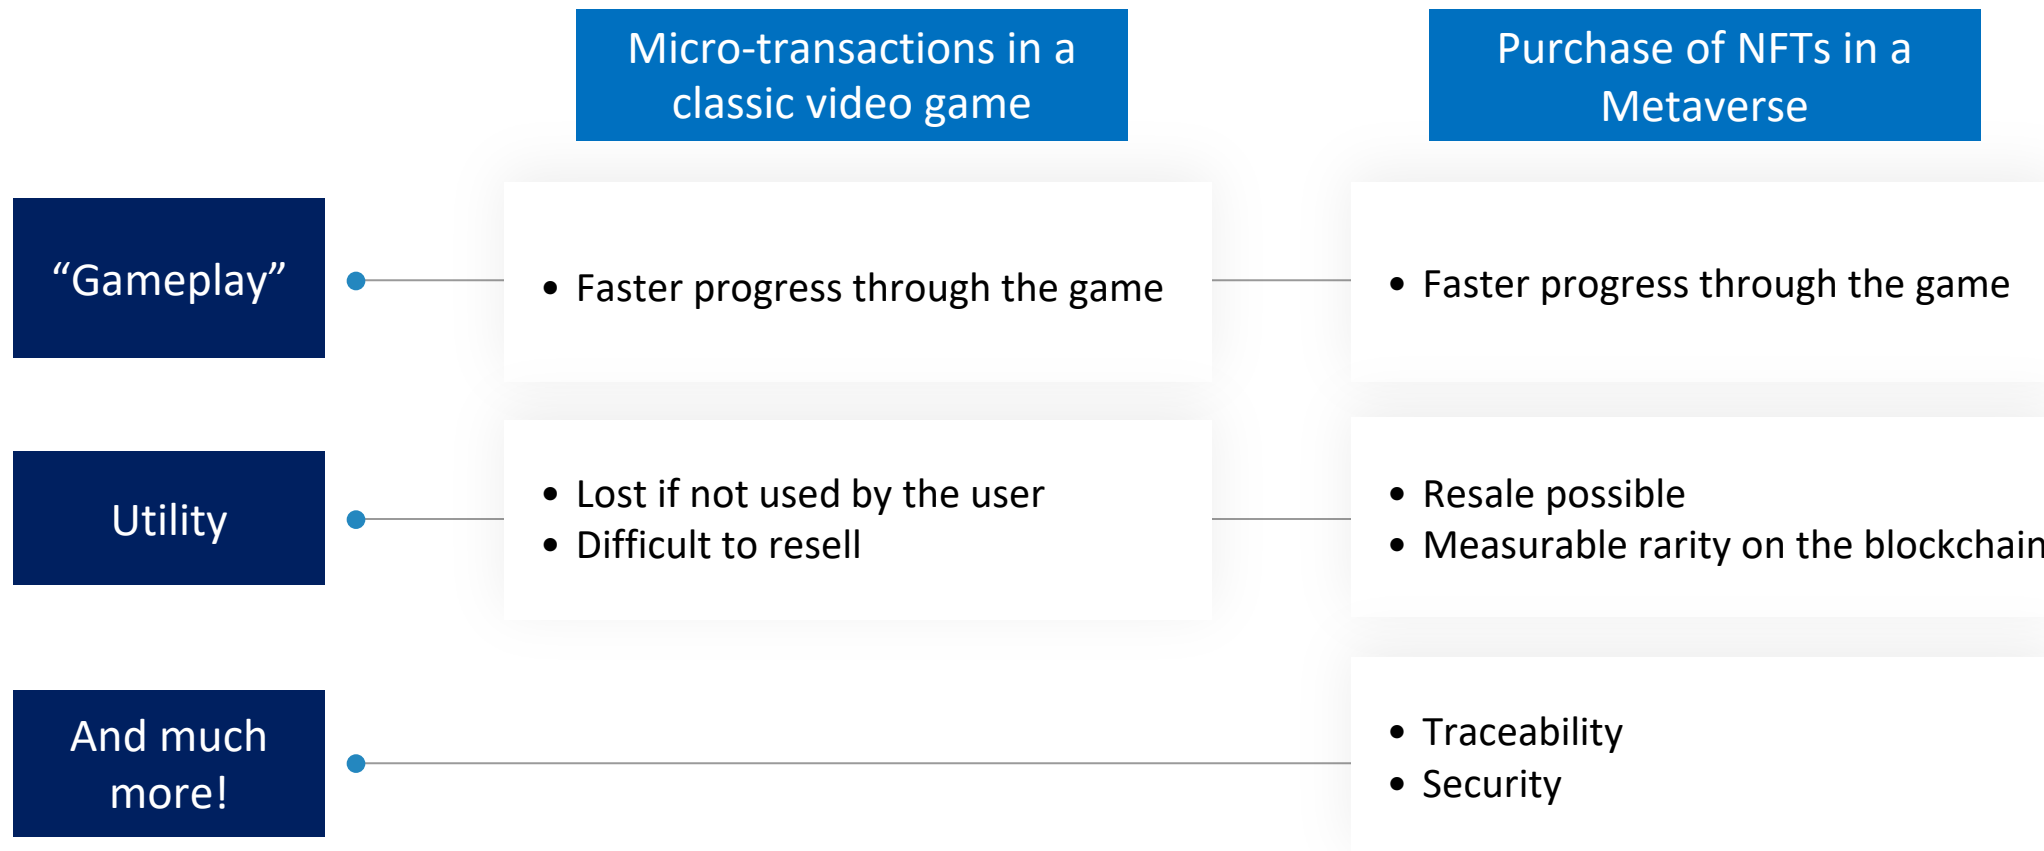 Micro-transactions in a
classic video game
Purchase of NFTs in a
Metaverse
“Gameplay”
• Faster progress through the game
• Faster progress through the game
Utility
• Lost if not used by the user
• Difficult to resell
• Resale possible
• Measurable rarity on the blockchain
And much
more!
• Traceability
• Security